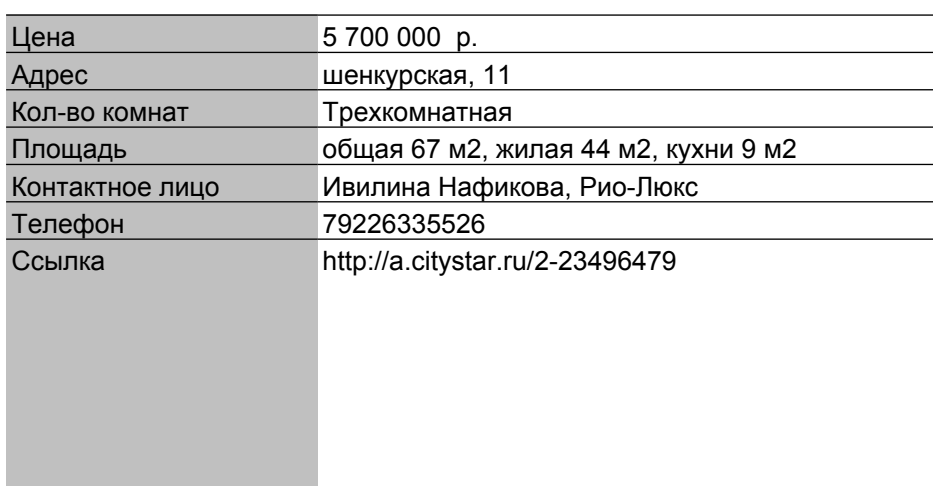 Цена 5 700 000 р.
Адрес шенкурская, 11
Кол-во комнат Трехкомнатная
Площадь общая 67 м2, жилая 44 м2, кухни 9 м2
Контактное лицо Ивилина Нафикова, Рио-Люкс
Телефон 79226335526
Ссылка http://a.citystar.ru/2-23496479